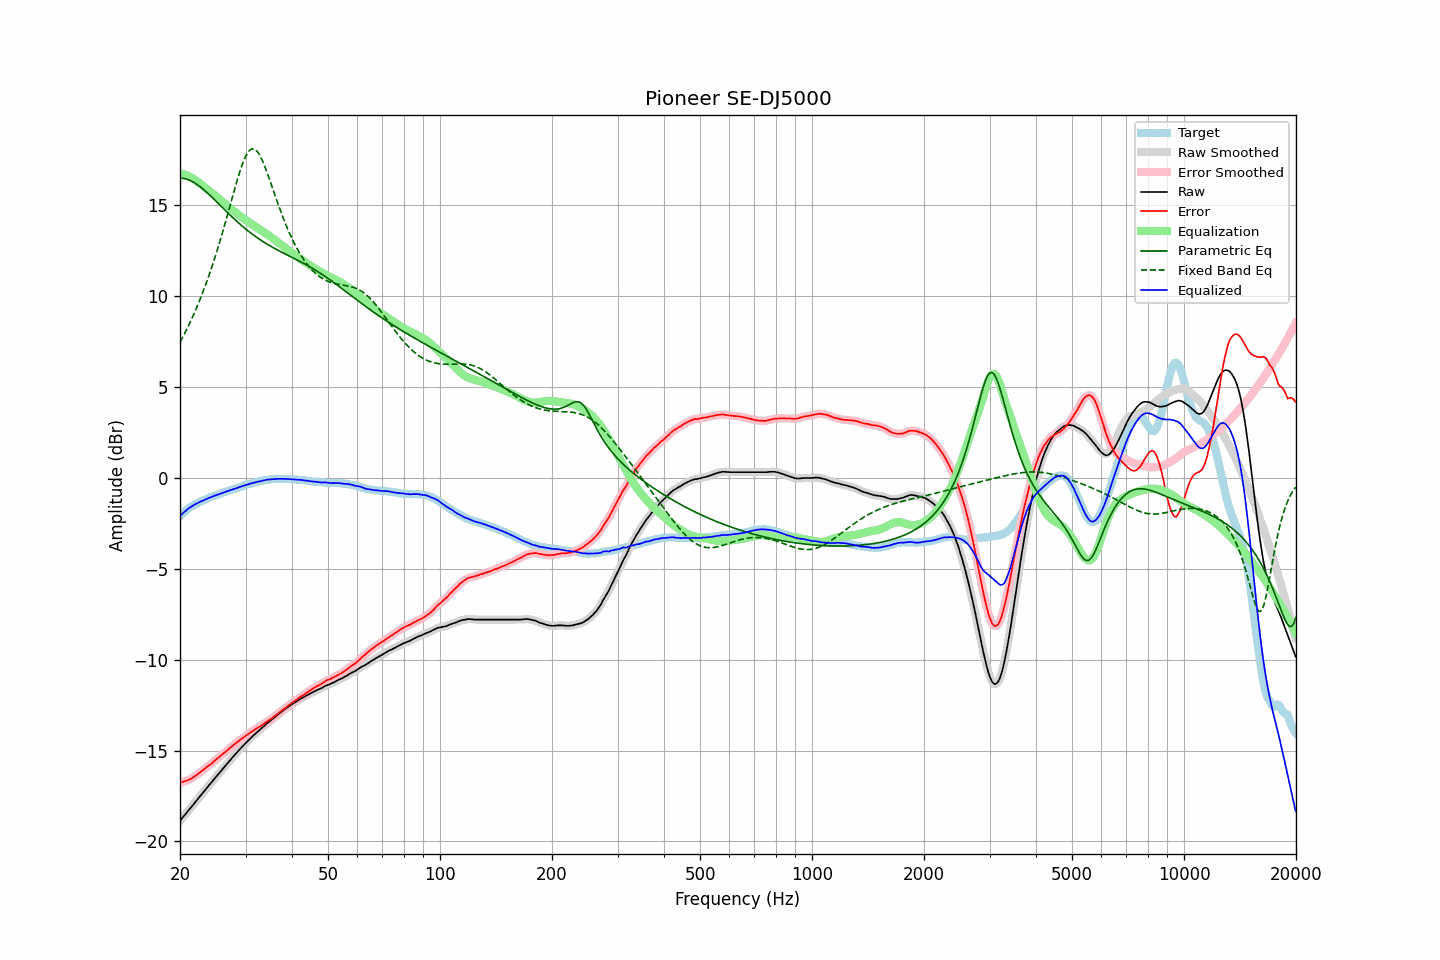 Pioneer SE-DJ5000
Target
Raw Smoothed
Error Smoothed
Raw
Error
Equalization
Parametric Eq
Fixed Band Eq
Equalized
Amplitude (dBr)
15
10
5
0
−5
−10
−15
−20
20 50 100 200 500 1000 2000 5000 10000 20000
Frequency (Hz)